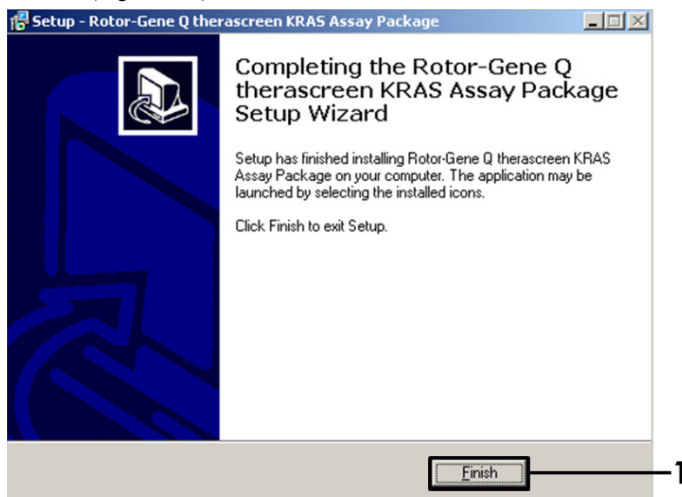 Setup - Rotor-Gene Q therascreen KRAS Assay Package
Completing the Rotor-Gene Q
therascreen KRAS Assay Package
Setup Wizard
Setup has finished installing Rotor-Gene Q therascreen KRAS
Assay Package on your computer. The application may be
launched by selecting the installed icons.
Click Finish to exit Setup.
Finish
1